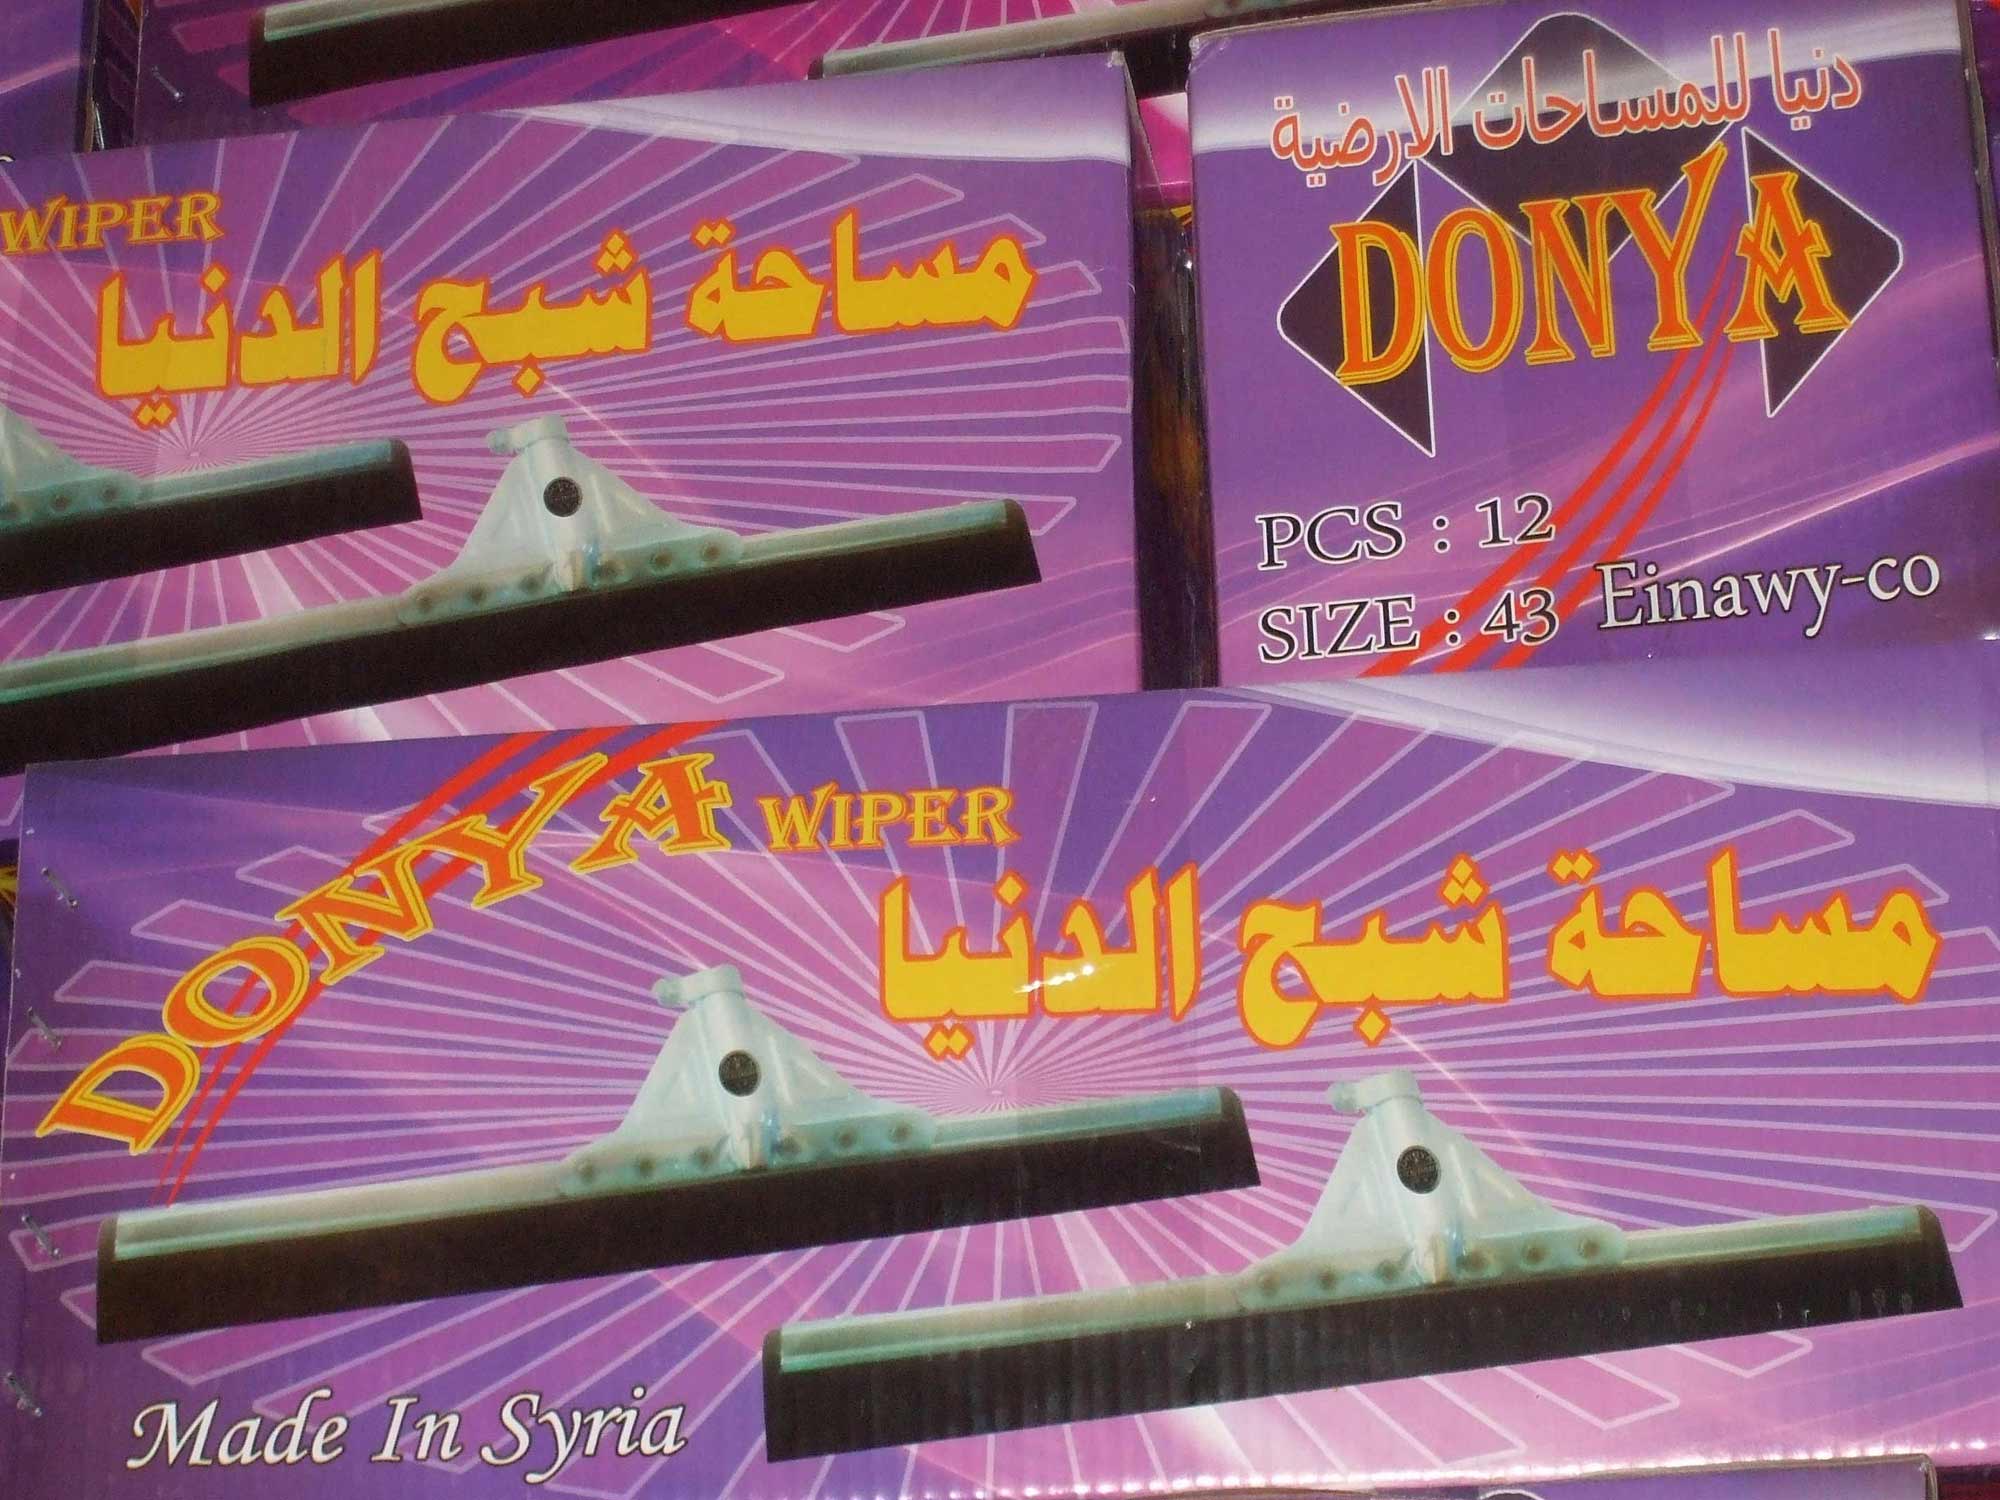 WIPER
مساحة شبح الدنيا
دنيا للمساحات الارضية
DONYA
PCS : 12
SIZE : 43
Einawy-co
DONYA WIPER
مساحة شبح الدنيا
Made In Syria